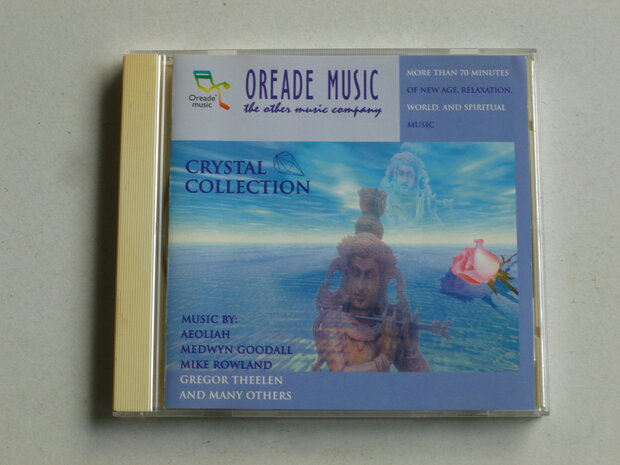 Oreade
music
OREADE MUSIC
the other music company
MORE THAN 70 MINUTES
OF NEW AGE, RELAXATION,
WORLD, AND SPIRITUAL
MUSIC
CRYSTAL
COLLECTION
MUSIC BY:
AEOLIAH
MEDWYN GOODALL
MIKE ROWLAND
GREGOR THEELEN
AND MANY OTHERS